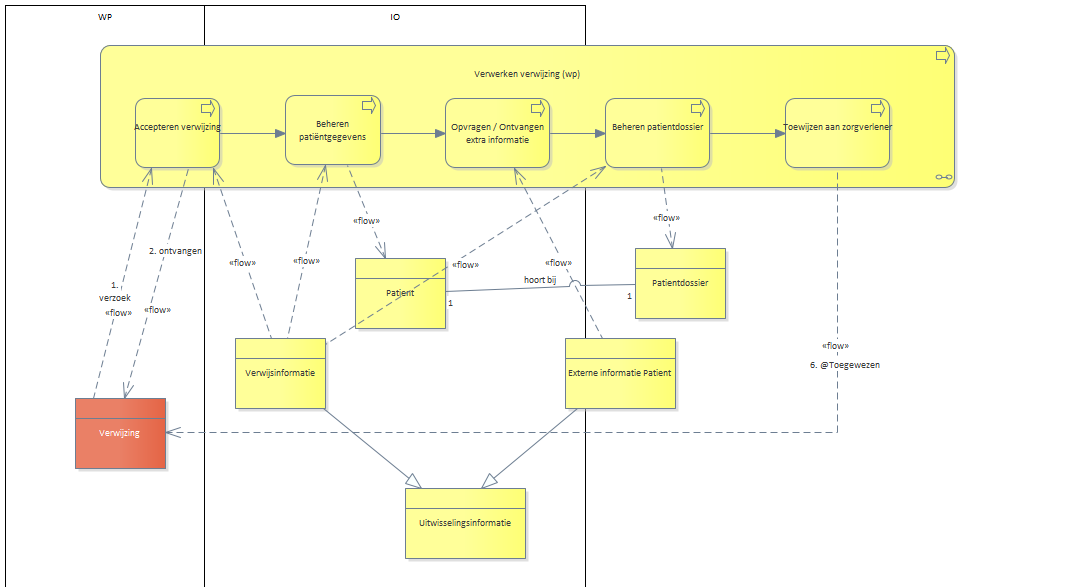 WP
IO
Verwerken verwijzing (wp)
Accepteren verwijzing
Beheren
patiëntgegevens
Opvragen / Ontvangen
extra informatie
Beheren patientdossier
Toewijzen aan zorgverlener
«flow»
«flow»
2. ontvangen
«flow»
«flow»
«flow»
«flow»
hoort bij
Patient
Patientdossier
1.
verzoek
1
1
«flow»
«flow»
«flow»
6. @Toegewezen
Verwijsinformatie
Externe informatie Patient
Verwijzing
Uitwisselingsinformatie